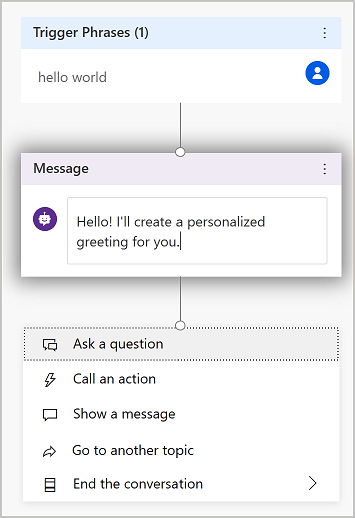 Trigger Phrases (1)
hello world
Message
Hello! I'll create a personalized
greeting for you.
Ask a question
Call an action
Show a message
Go to another topic
End the conversation